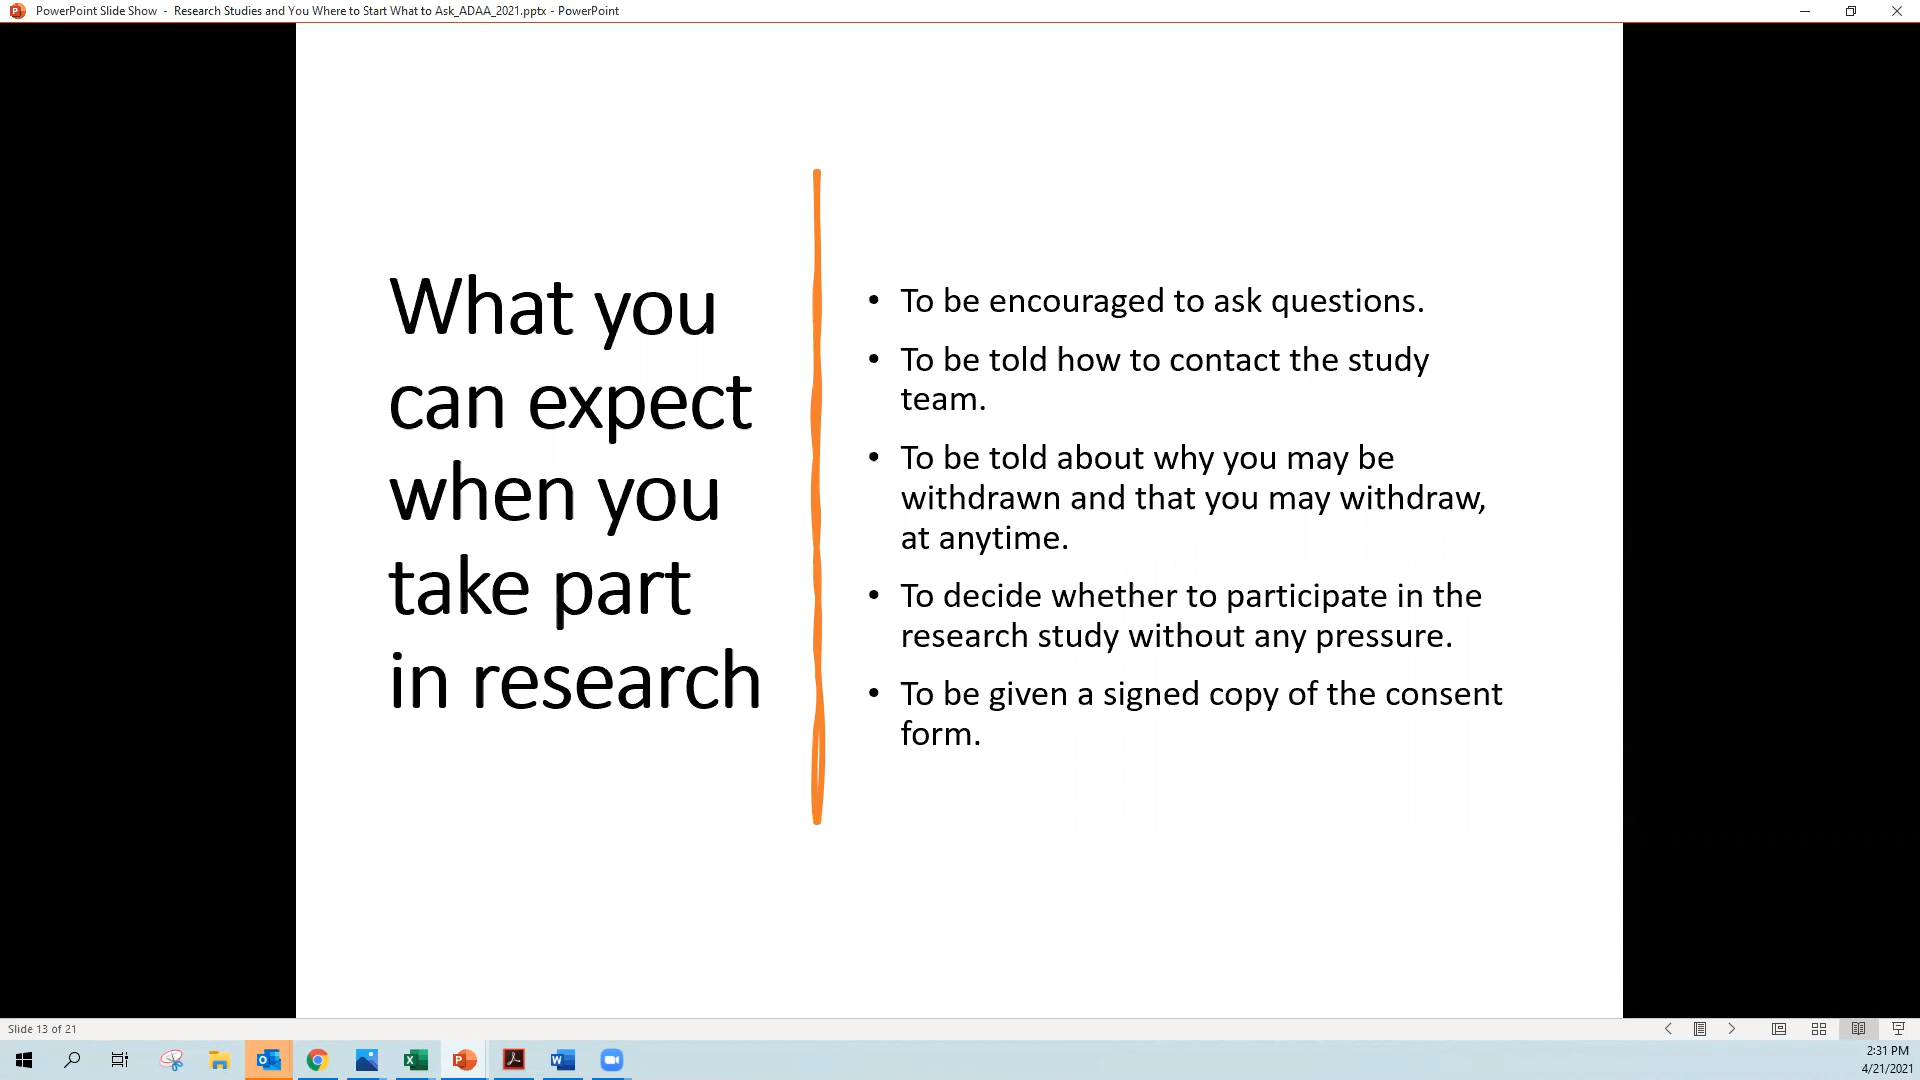 PowerPoint Slide Show - Research Studies and You Where to Start What to Ask_ADAA_2021.pptx - PowerPoint
What you
can expect
when you
take part
in research
• To be encouraged to ask questions.
• To be told how to contact the study
team.
• To be told about why you may be
withdrawn and that you may withdraw,
at anytime.
• To decide whether to participate in the
research study without any pressure.
• To be given a signed copy of the consent
form.
Slide 13 of 21
2:31 PM
4/21/2021